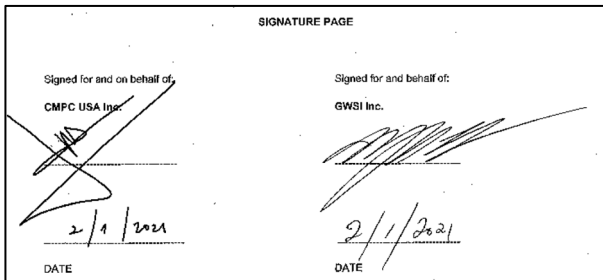 SIGNATURE PAGE
Signed for and on behalf of:
CMPC USA Inc.
2/1/2021
DATE
Signed for and behalf of:
GWSI Inc.
2/1/2021
DATE